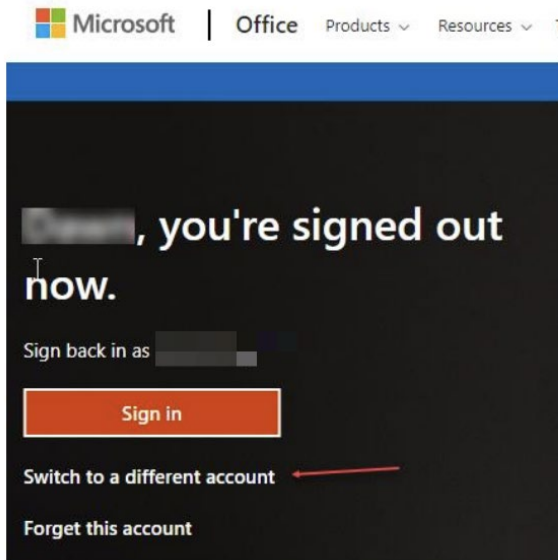 Microsoft | Office Products Resources
, you're signed out
now.
Sign back in as
Sign in
Switch to a different account
Forget this account